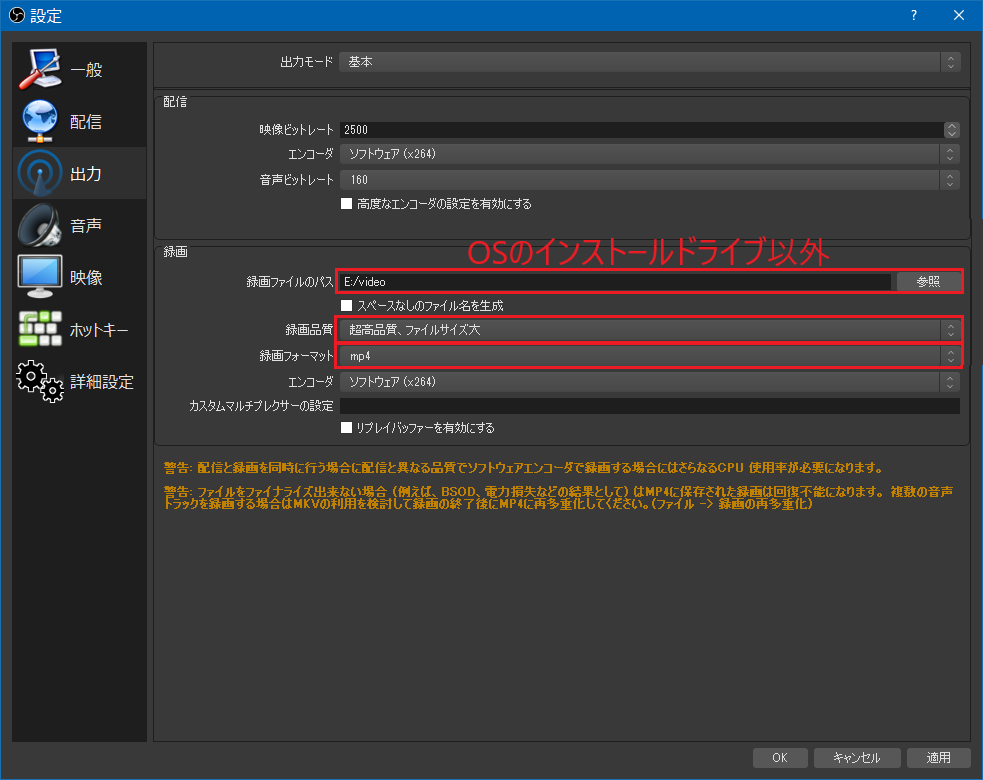 設定
?
一般
配信
出力
音声
映像
ホットキー
詳細設定
出力モード 基本
配信
映像ビットレート 2500
エンコーダ ソフトウェア (x264)
音声ビットレート 160
高度なエンコーダの設定を有効にする
録画
OSのインストールドライブ以外
録画ファイルのパス E:/video 参照
スペースなしのファイル名を生成
録画品質 超高品質、ファイルサイズ大
録画フォーマット mp4
エンコーダ ソフトウェア (x264)
カスタムマルチプレクサーの設定
リプレイバッファーを有効にする
警告: 配信と録画を同時に行う場合に配信と異なる品質でソフトウェアエンコーダで録画する場合にはさらなるCPU 使用率が必要になります。
警告: ファイルをファイナライズ出来ない場合 (例えば、BSOD、電力損失などの結果として) はMP4に保存された録画は回復不能になります。 複数の音声
トラックを録画する場合はMKVの利用を検討して録画の終了後にMP4に再多重化してください。(ファイル -> 録画の再多重化)
OK キャンセル 適用